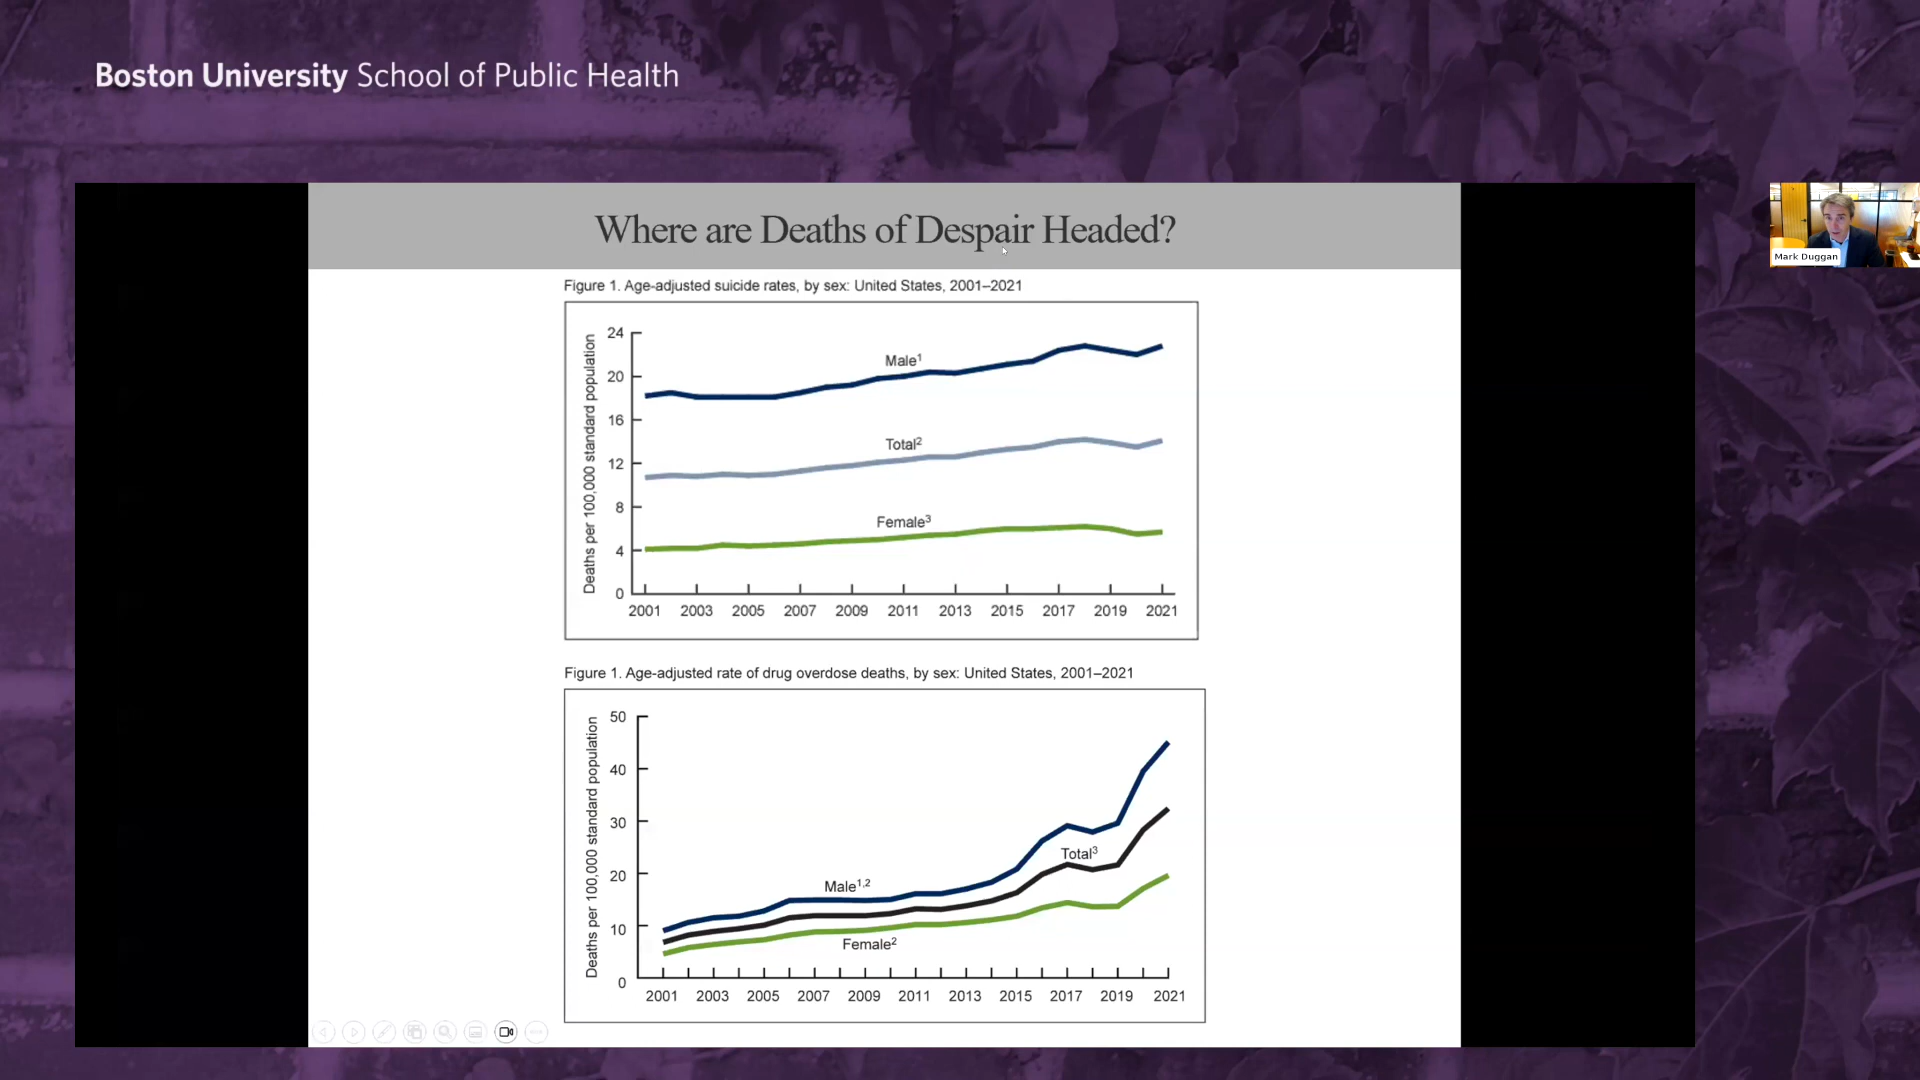 Boston University School of Public Health
Where are Deaths of Despair Headed?
Mark Duggan
Figure 1. Age-adjusted suicide rates, by sex: United States, 2001–2021
Deaths per 100,000 standard population
24
20
16
12
8
4
0
Male1
Total2
Female3
2001 2003 2005 2007 2009 2011 2013 2015 2017 2019 2021
Figure 1. Age-adjusted rate of drug overdose deaths, by sex: United States, 2001–2021
Deaths per 100,000 standard population
50
40
30
20
10
0
Total3
Male1,2
Female2
2001 2003 2005 2007 2009 2011 2013 2015 2017 2019 2021